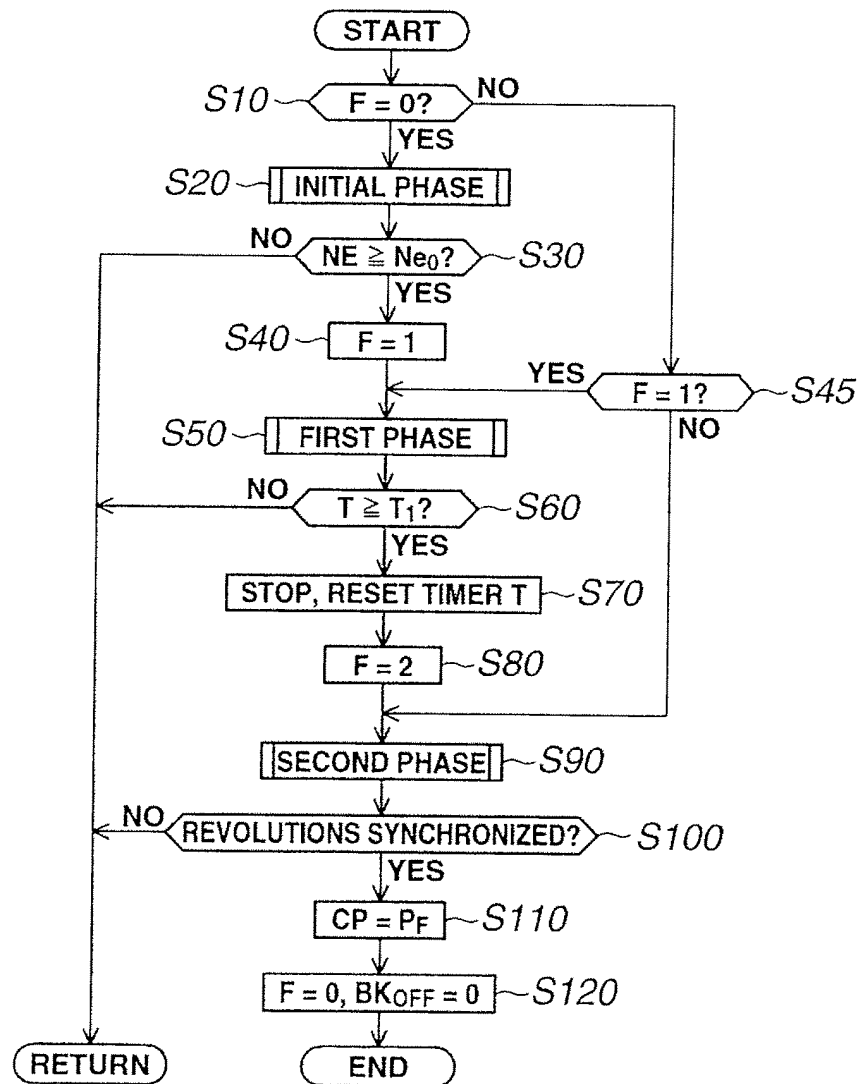 START
S10
F = 0?
NO
YES
S20
INITIAL PHASE
NO
NE ≧ Ne₀?
S30
YES
S40
F = 1
YES
F = 1?
S45
NO
S50
FIRST PHASE
NO
T ≧ T₁?
S60
YES
STOP, RESET TIMER T
S70
F = 2
S80
SECOND PHASE
S90
NO
REVOLUTIONS SYNCHRONIZED?
S100
YES
CP = PF
S110
F = 0, BKOFF = 0
S120
RETURN
END